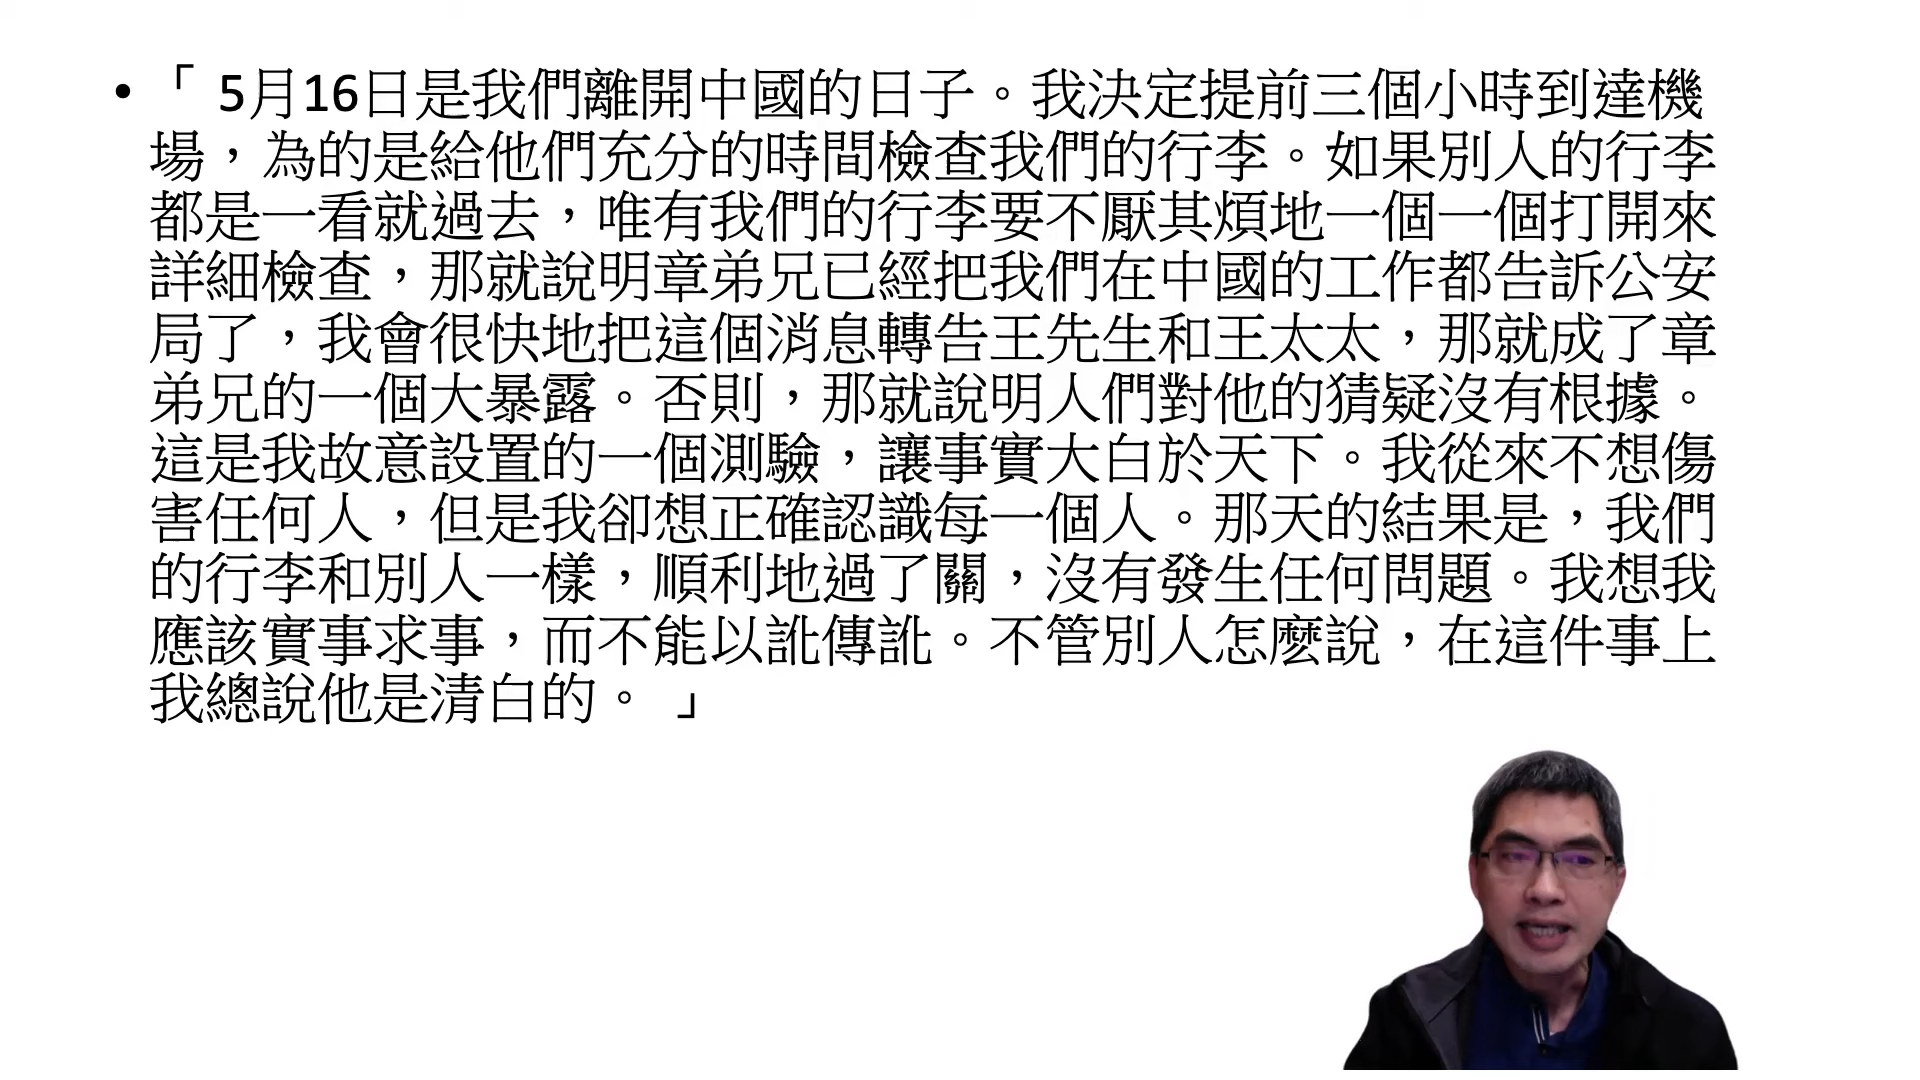 • 「 5月16日是我們離開中國的日子。我決定提前三個小時到達機
場，為的是給他們充分的時間檢查我們的行李。如果別人的行李
都是一看就過去，唯有我們的行李要不厭其煩地一個一個打開來
詳細檢查，那就說明章弟兄已經把我們在中國的工作都告訴公安
局了，我會很快地把這個消息轉告王先生和王太太，那就成了章
弟兄的一個大暴露。否則，那就說明人們對他的猜疑沒有根據。
這是我故意設置的一個測驗，讓事實大白於天下。我從來不想傷
害任何人，但是我卻想正確認識每一個人。那天的結果是，我們
的行李和別人一樣，順利地過了關，沒有發生任何問題。我想我
應該實事求事，而不能以訛傳訛。不管別人怎麼說，在這件事上
我總說他是清白的。 」